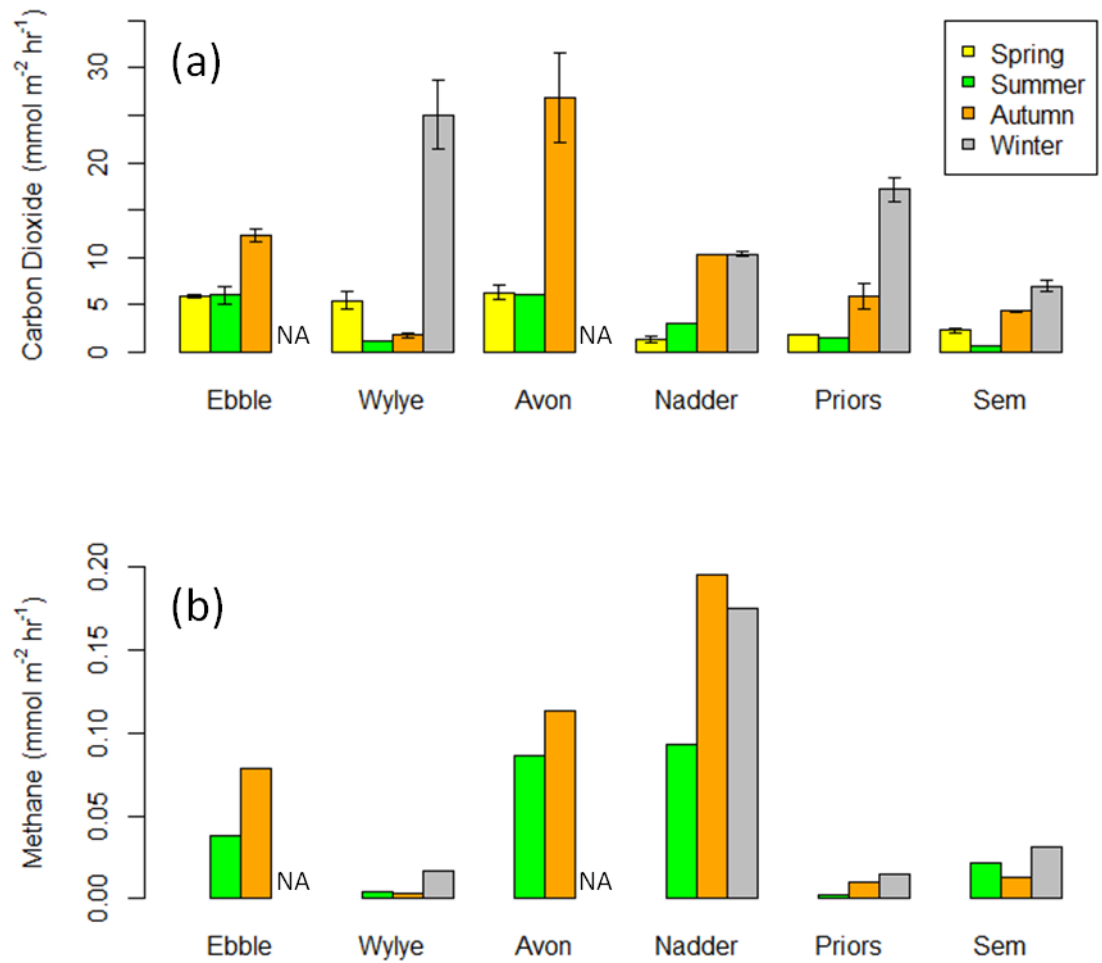 (a)
Carbon Dioxide (mmol m⁻² hr⁻¹)
30
20
10
5
0
Spring
Summer
Autumn
Winter
NA
NA
Ebble Wylye Avon Nadder Priors Sem
(b)
Methane (mmol m⁻² hr⁻¹)
0.20
0.15
0.10
0.05
0.00
NA
NA
Ebble Wylye Avon Nadder Priors Sem